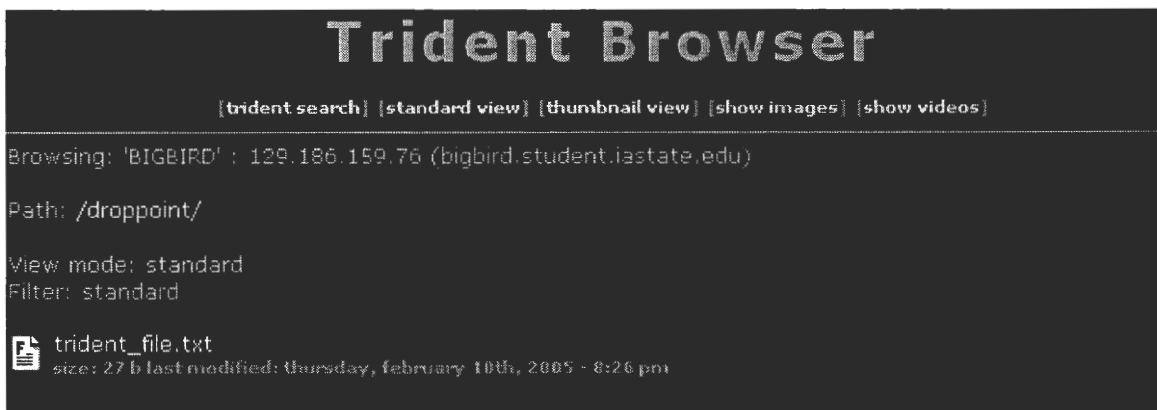 Trident Browser
[trident search] [standard view] [thumbnail view] [show images] [show videos]
Browsing: 'BIGBIRD' : 129.186.159.76 (bigbird.student.iastate.edu)
Path: /droppoint/
View mode: standard
Filter: standard
trident_file.txt
size: 27 b last modified: thursday, february 10th, 2005 - 8:26 pm